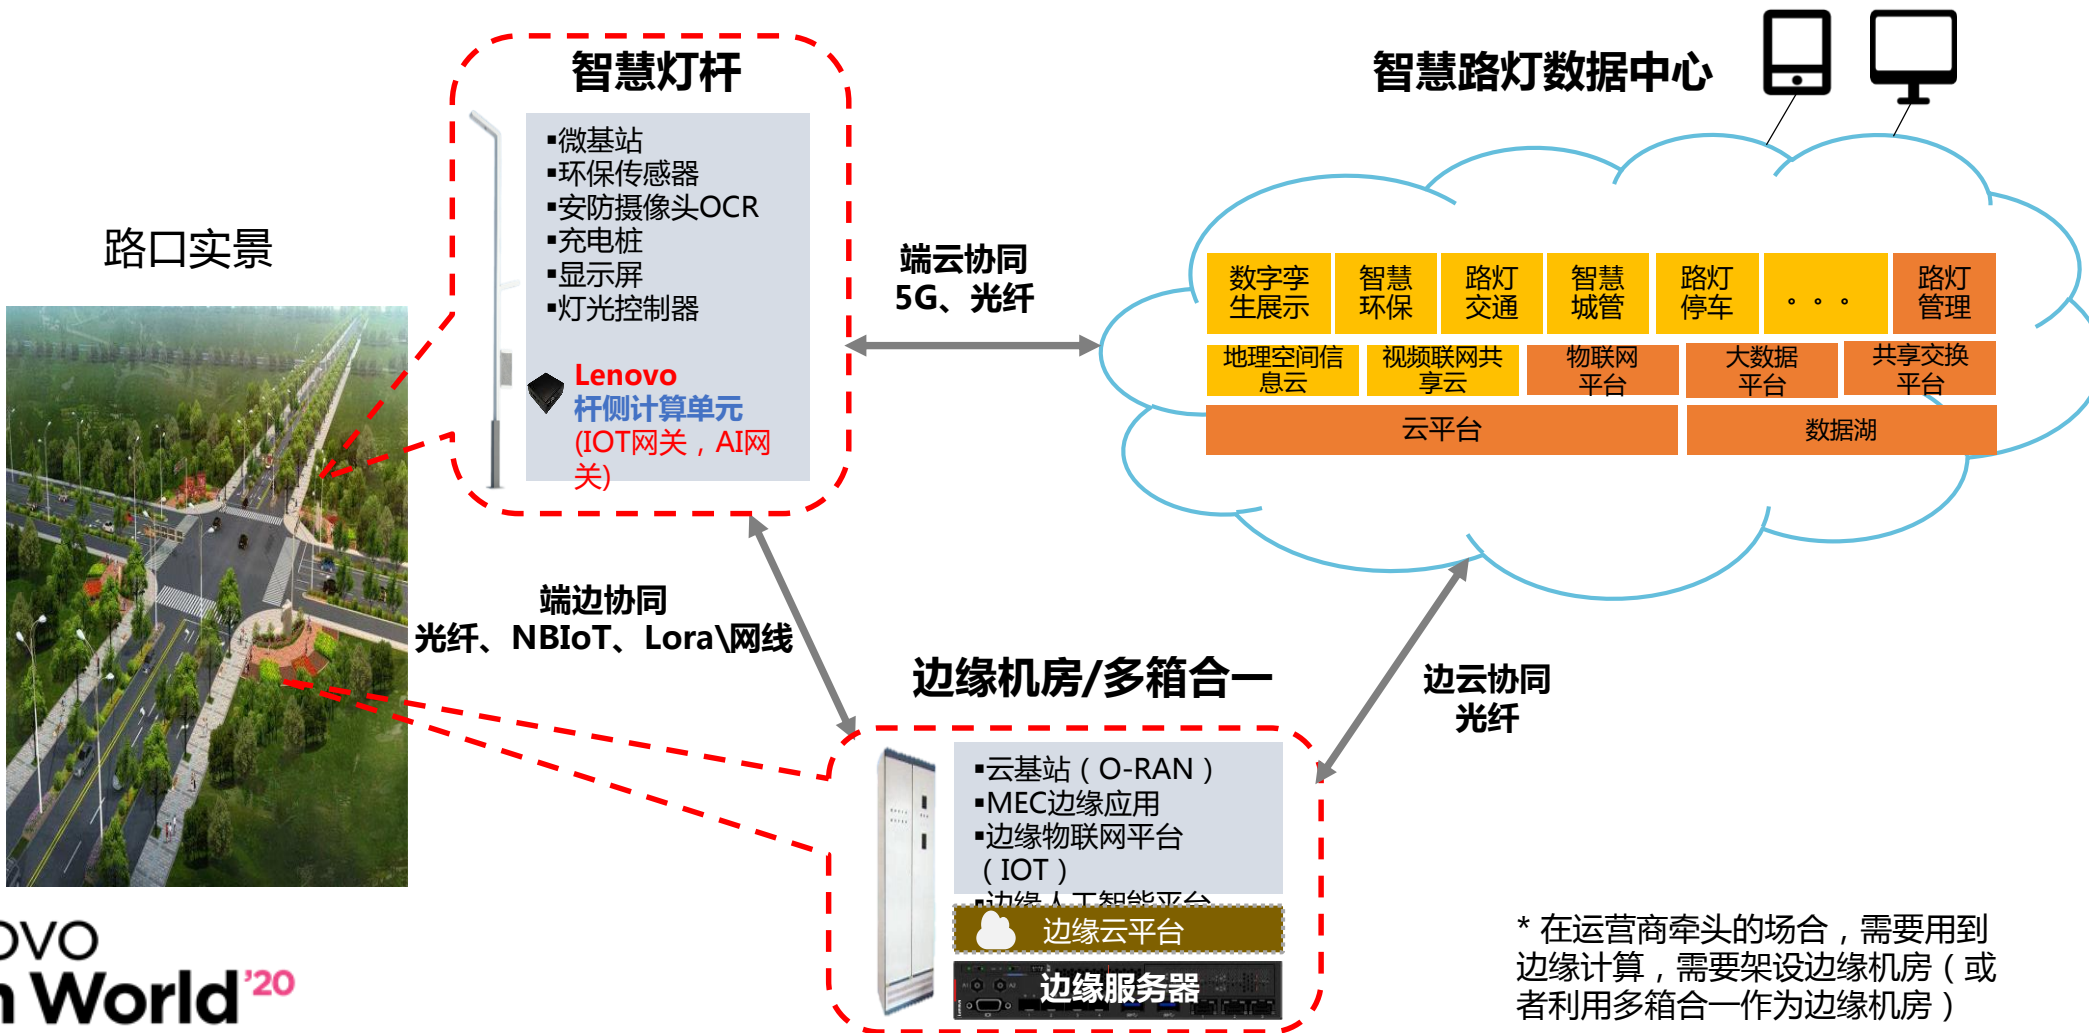 智慧灯杆
▪微基站
▪环保传感器
▪安防摄像头OCR
▪充电桩
▪显示屏
▪灯光控制器
Lenovo
杆侧计算单元
(IOT网关，AI网
关)
路口实景
端云协同
5G、光纤
智慧路灯数据中心
数字孪
生展示
智慧
环保
路灯
交通
智慧
城管
路灯
停车
。。。
路灯
管理
地理空间信
息云
视频联网共
享云
物联网
平台
大数据
平台
共享交换
平台
云平台
数据湖
端边协同
光纤、NBIoT、Lora\网线
边云协同
光纤
边缘机房/多箱合一
▪云基站（O-RAN）
▪MEC边缘应用
▪边缘物联网平台
（IOT）
▪边缘人工智能平台
边缘云平台
边缘服务器
* 在运营商牵头的场合，需要用到
边缘计算，需要架设边缘机房（或
者利用多箱合一作为边缘机房）
ovo
World '20